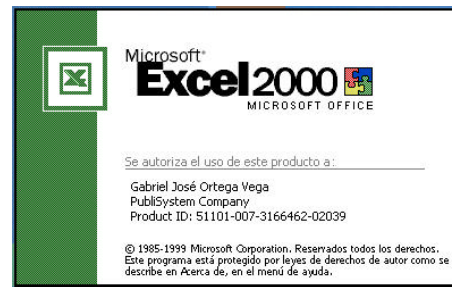 Microsoft®
Excel 2000
MICROSOFT OFFICE
Se autoriza el uso de este producto a:
Gabriel José Ortega Vega
PubliSystem Company
Product ID: 51101-007-3166462-02039
© 1985-1999 Microsoft Corporation. Reservados todos los derechos.
Este programa está protegido por leyes de derechos de autor como se
describe en Acerca de, en el menú de ayuda.